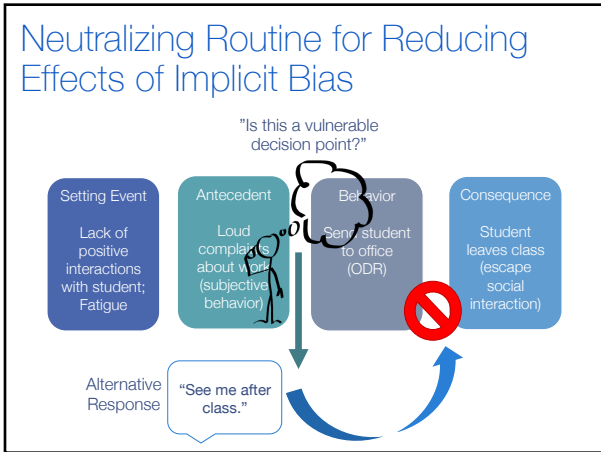 Neutralizing Routine for Reducing
Effects of Implicit Bias
"Is this a vulnerable
decision point?"
Setting Event
Lack of
positive
interactions
with student;
Fatigue
Antecedent
Loud
complaints
about work
(subjective
behavior)
Behavior
Send student
to office
(ODR)
Consequence
Student
leaves class
(escape
social
interaction)
Alternative
Response
"See me after
class."